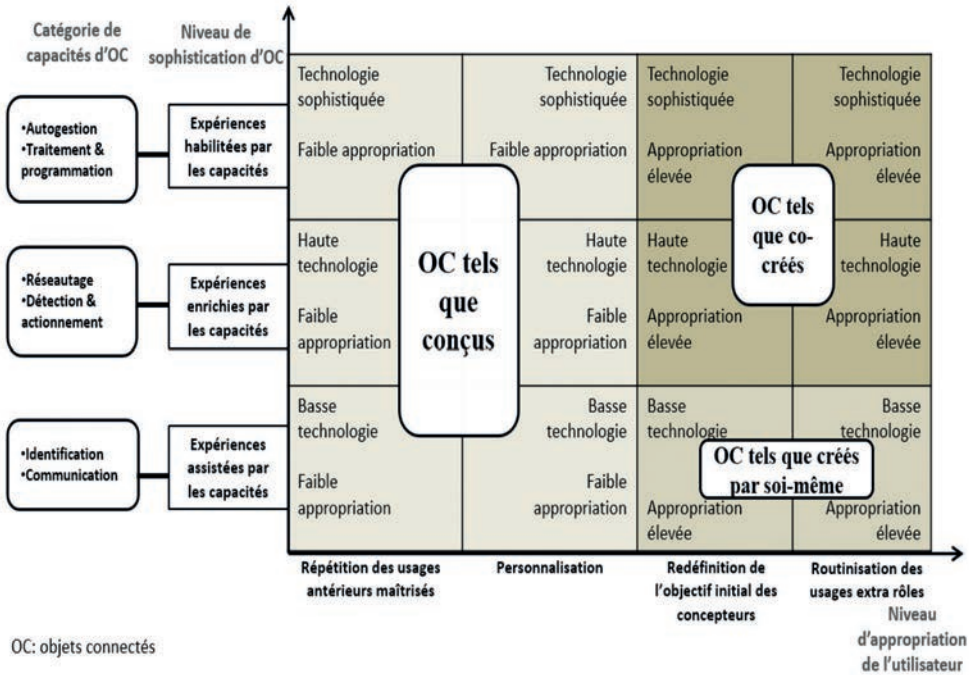 Catégorie de
capacités d'OC
Niveau de
sophistication d'OC
•Autogestion
•Traitement &
programmation
Expériences
habilitées par
les capacités
Technologie
sophistiquée
Faible appropriation
Technologie
sophistiquée
Faible appropriation
Technologie
sophistiquée
Appropriation
élevée
Technologie
sophistiquée
Appropriation
élevée
•Réseautage
•Détection &
actionnement
Expériences
enrichies par
les capacités
Haute
technologie
Faible
appropriation
Haute
technologie
Faible
appropriation
Haute
technologie
Appropriation
élevée
Haute
technologie
Appropriation
élevée
OC tels
que
conçus
OC tels
que co-
créés
•Identification
•Communication
Expériences
assistées par
les capacités
Basse
technologie
Faible
appropriation
Basse
technologie
Faible
appropriation
Basse
technologie
Appropriation
élevée
Basse
technologie
Appropriation
élevée
OC tels que créés
par soi-même
Répétition des usages
antérieurs maîtrisés
Personnalisation
Redéfinition de
l'objectif initial des
concepteurs
Routinisation des
usages extra rôles
Niveau
d'appropriation
de l'utilisateur
OC: objets connectés